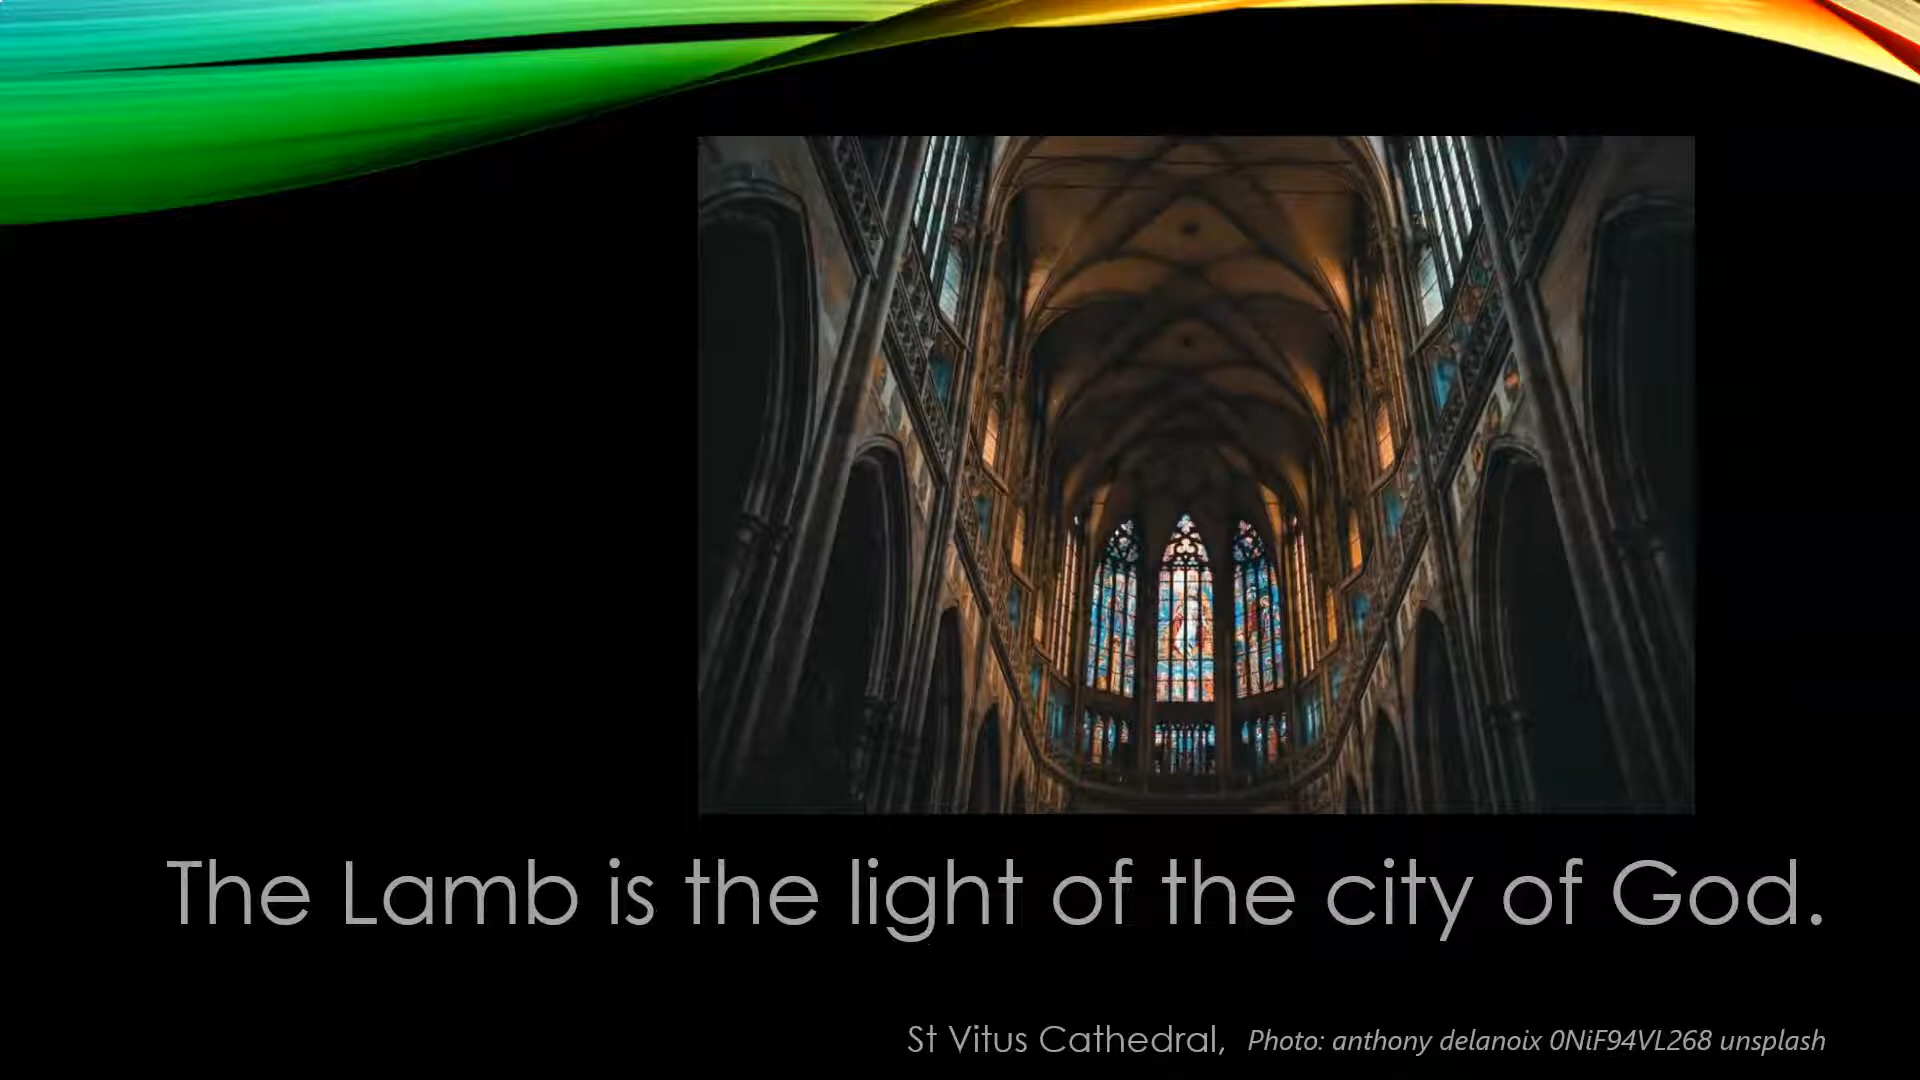 The Lamb is the light of the city of God.
St Vitus Cathedral, Photo: anthony delanoix 0NiF94VL268 unsplash